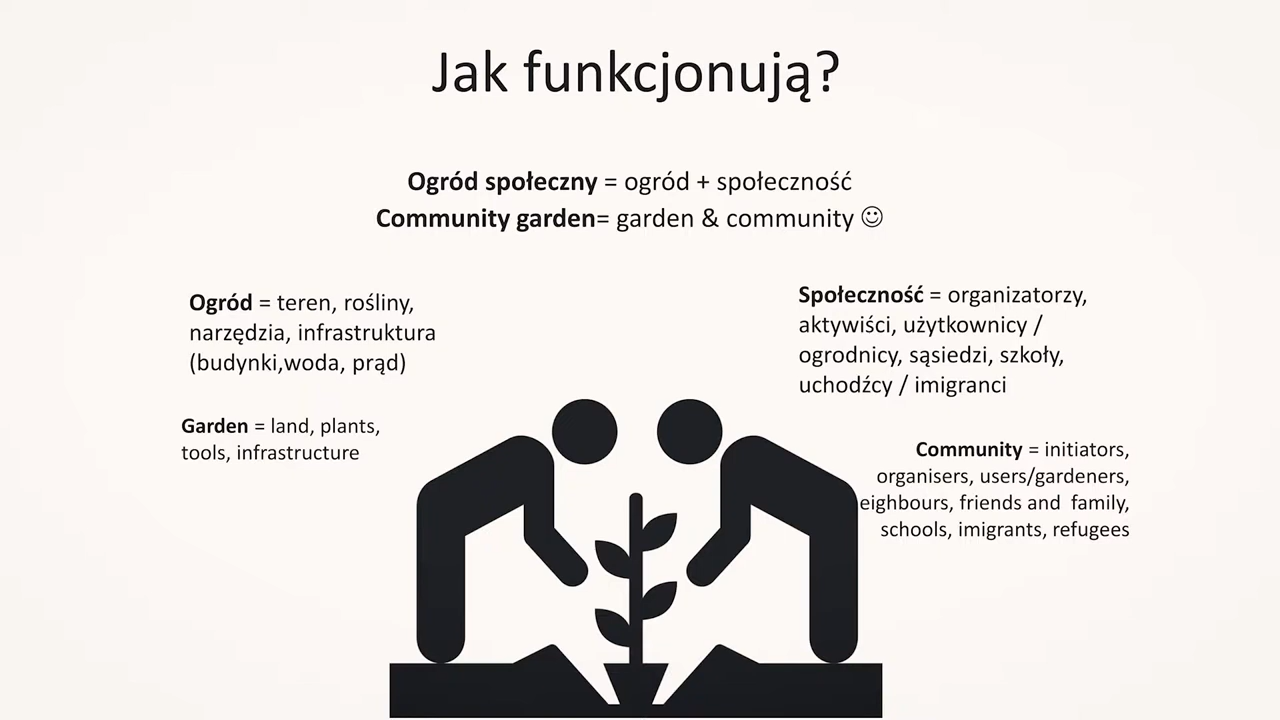 Jak funkcjonują?
Ogród społeczny = ogród + społeczność
Community garden= garden & community ☺
Ogród = teren, rośliny,
narzędzia, infrastruktura
(budynki,woda, prąd)
Garden = land, plants,
tools, infrastructure
Społeczność = organizatorzy,
aktywiści, użytkownicy /
ogrodnicy, sąsiedzi, szkoły,
uchodźcy / imigranci
Community = initiators,
organisers, users/gardeners,
eighbours, friends and family,
schools, imigrants, refugees